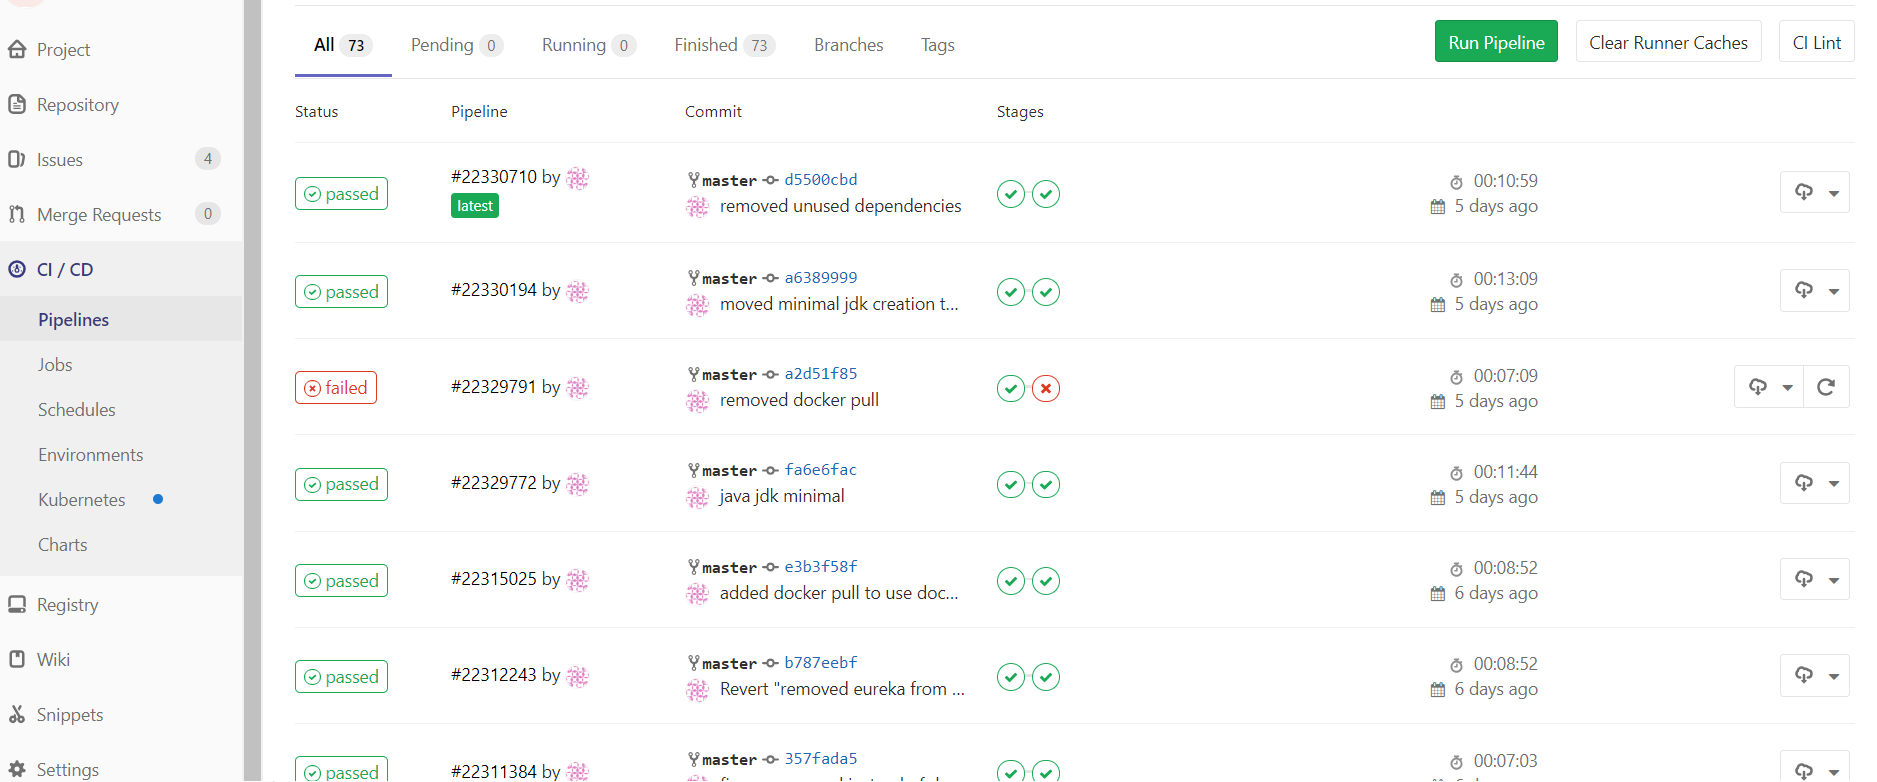 Project
Repository
Issues 4
Merge Requests 0
CI / CD
Pipelines
Jobs
Schedules
Environments
Kubernetes
Charts
Registry
Wiki
Snippets
Settings
All 73 Pending 0 Running 0 Finished 73 Branches Tags
Run Pipeline Clear Runner Caches CI Lint
Status Pipeline Commit Stages
passed #22330710 by latest master d5500cbd 00:10:59
removed unused dependencies 5 days ago
passed #22330194 by master a6389999 00:13:09
moved minimal jdk creation t... 5 days ago
failed #22329791 by master a2d51f85 00:07:09
removed docker pull 5 days ago
passed #22329772 by master fa6e6fac 00:11:44
java jdk minimal 5 days ago
passed #22315025 by master e3b3f58f 00:08:52
added docker pull to use doc... 6 days ago
passed #22312243 by master b787eebf 00:08:52
Revert "removed eureka from ... 6 days ago
passed #22311384 by master 357fada5 00:07:03